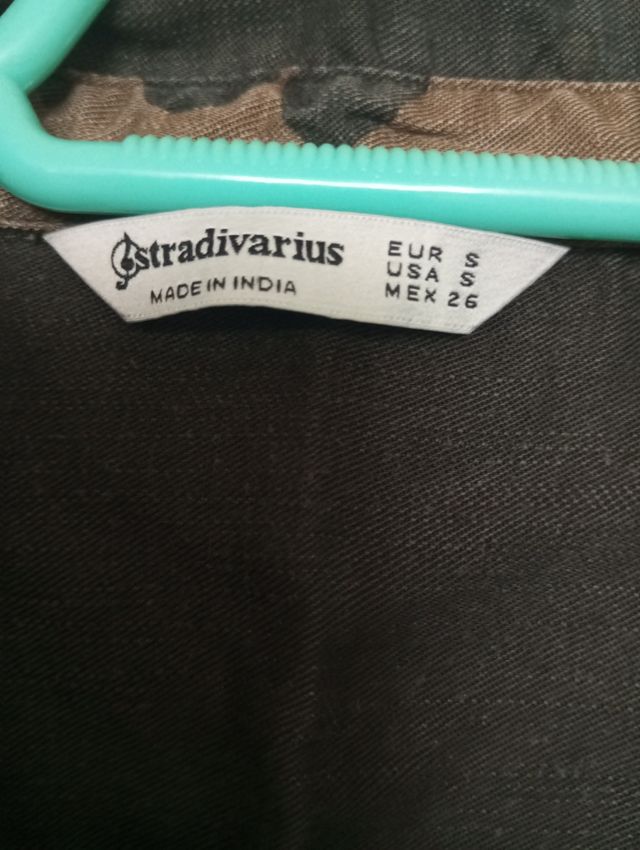 stradivarius
MADE IN INDIA
EUR S
USA S
MEX 26